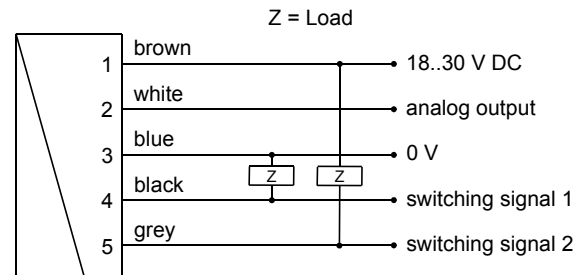 Z = Load
brown
1
18..30 V DC
white
2
analog output
blue
3
0 V
Z
Z
black
4
switching signal 1
grey
5
switching signal 2